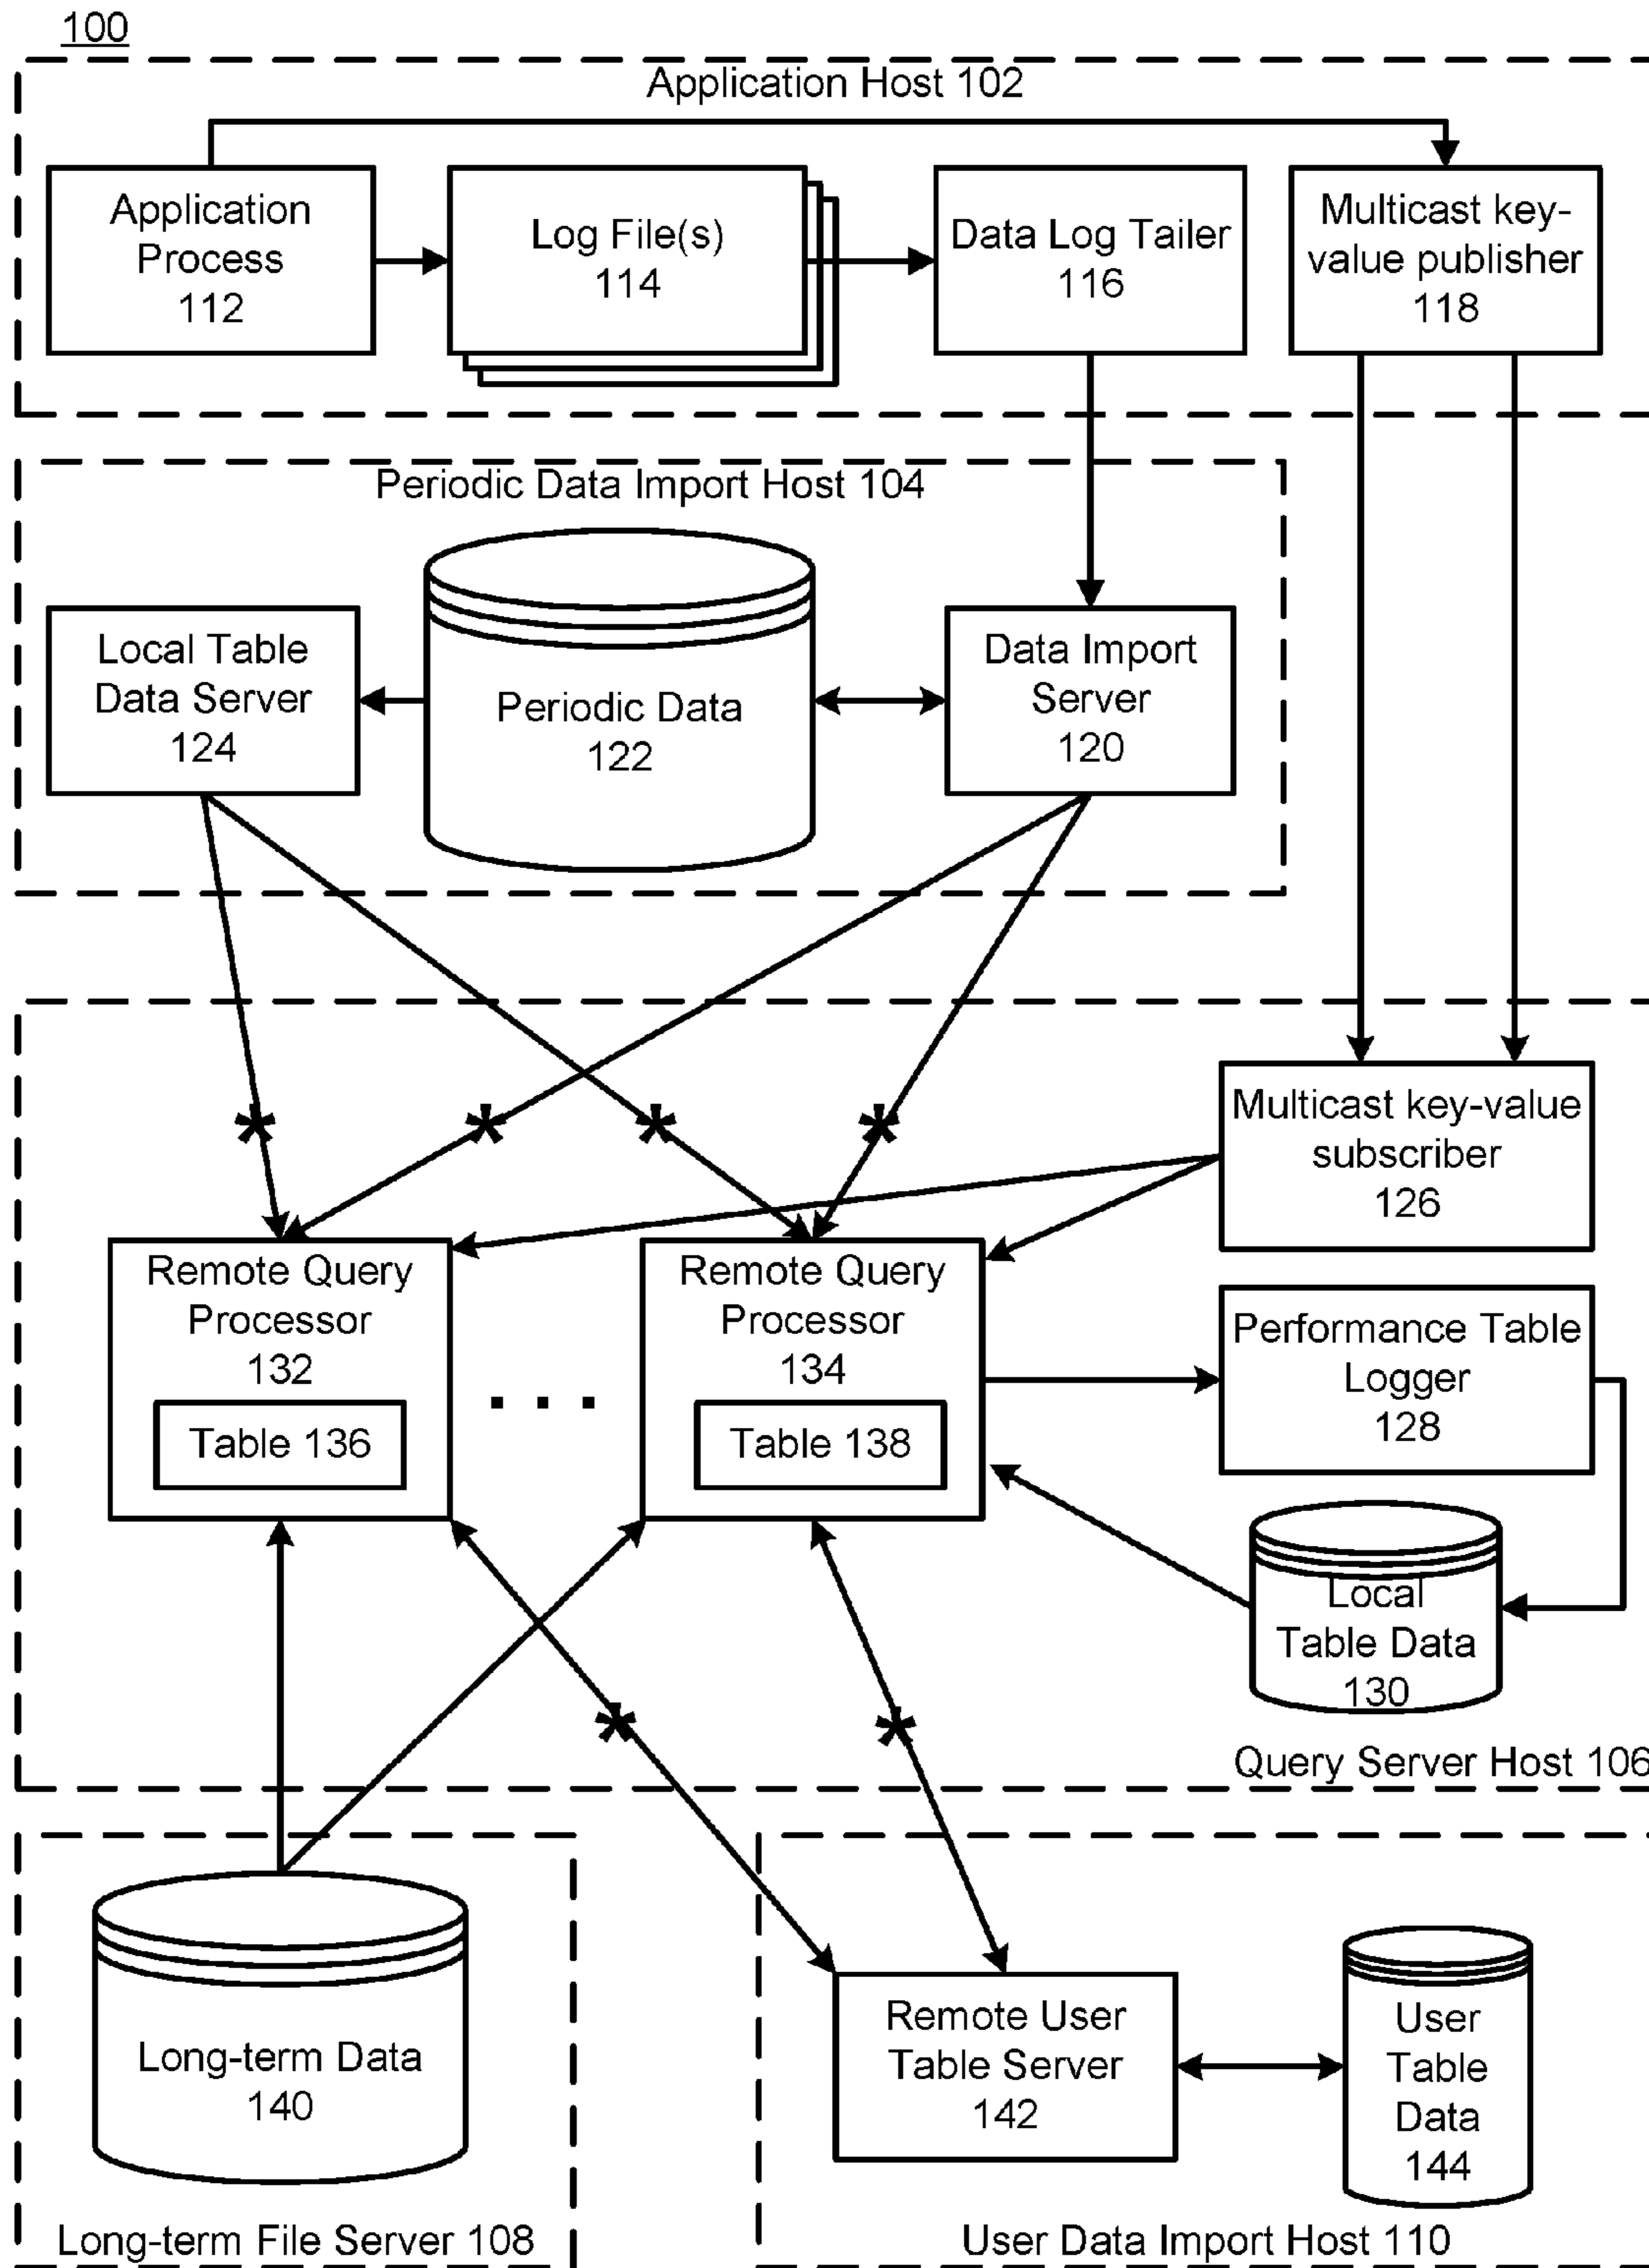 100
Application Host 102
Application
Process
112
Log File(s)
114
Data Log Tailer
116
Multicast key-
value publisher
118
Periodic Data Import Host 104
Local Table
Data Server
124
Periodic Data
122
Data Import
Server
120
*
*
*
*
Multicast key-value
subscriber
126
Remote Query
Processor
132
Table 136
. . .
Remote Query
Processor
134
Table 138
Performance Table
Logger
128
Local
Table Data
130
*
*
Query Server Host 106
Long-term Data
140
Long-term File Server 108
Remote User
Table Server
142
User
Table
Data
144
User Data Import Host 110